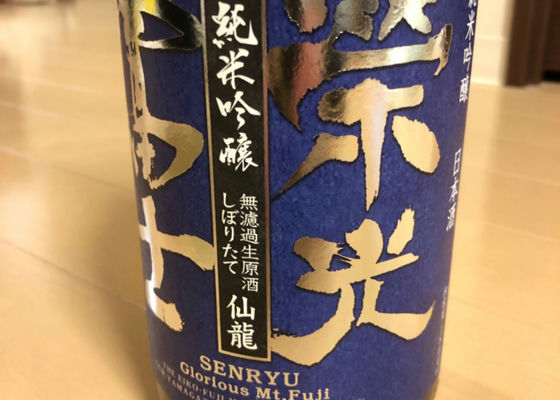 栄光
冨士
純米吟醸
無濾過生原酒
しぼりたて
仙龍
純米吟醸 日本酒
SENRYU
Glorious Mt.Fuji